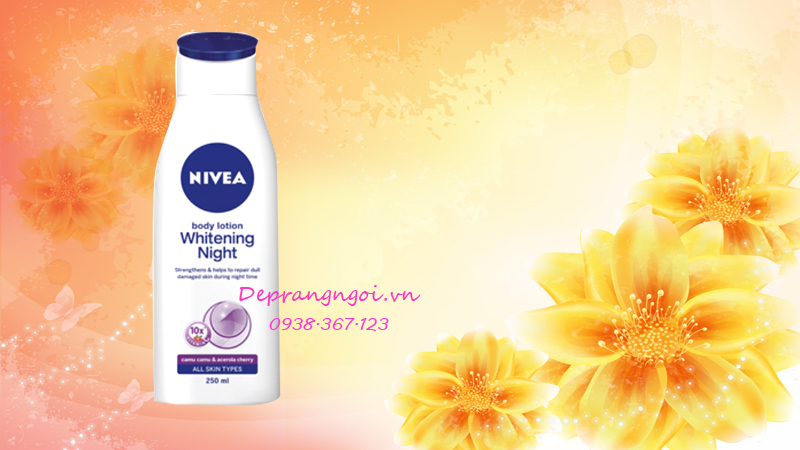 NIVEA
body lotion
Whitening
Night
Strengthens & helps to repair dull
damaged skin during night time
Deprangngoi.vn
0938·367·123
10x
camu camu & acerola cherry
ALL SKIN TYPES
250 ml